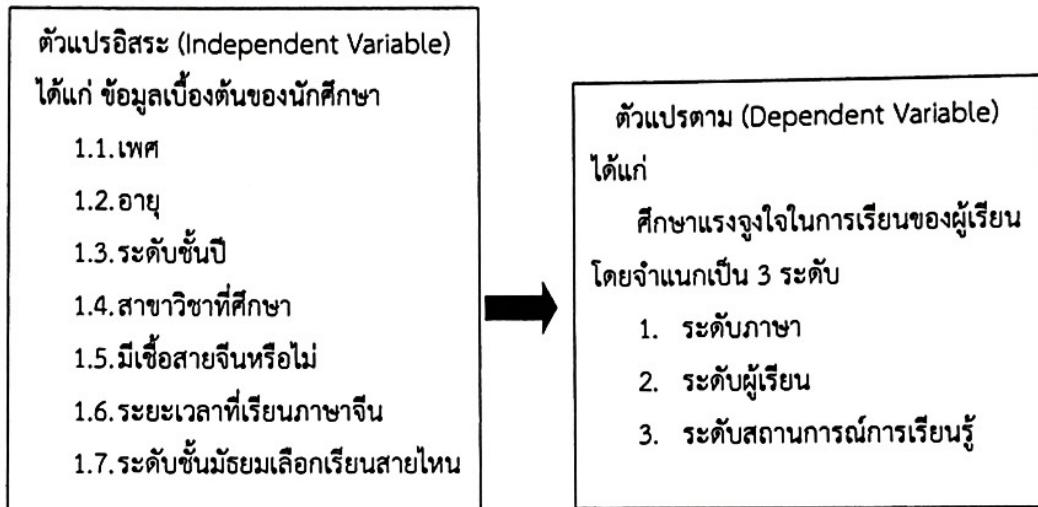 ตัวแปรอิสระ (Independent Variable)
ได้แก่ ข้อมูลเบื้องต้นของนักศึกษา
1.1.เพศ
1.2.อายุ
1.3.ระดับชั้นปี
1.4.สาขาวิชาที่ศึกษา
1.5.มีเชื้อสายจีนหรือไม่
1.6.ระยะเวลาที่เรียนภาษาจีน
1.7.ระดับชั้นมัธยมเลือกเรียนสายไหน
ตัวแปรตาม (Dependent Variable)
ได้แก่
ศึกษาแรงจูงใจในการเรียนของผู้เรียน
โดยจำแนกเป็น 3 ระดับ
1. ระดับภาษา
2. ระดับผู้เรียน
3. ระดับสถานการณ์การเรียนรู้